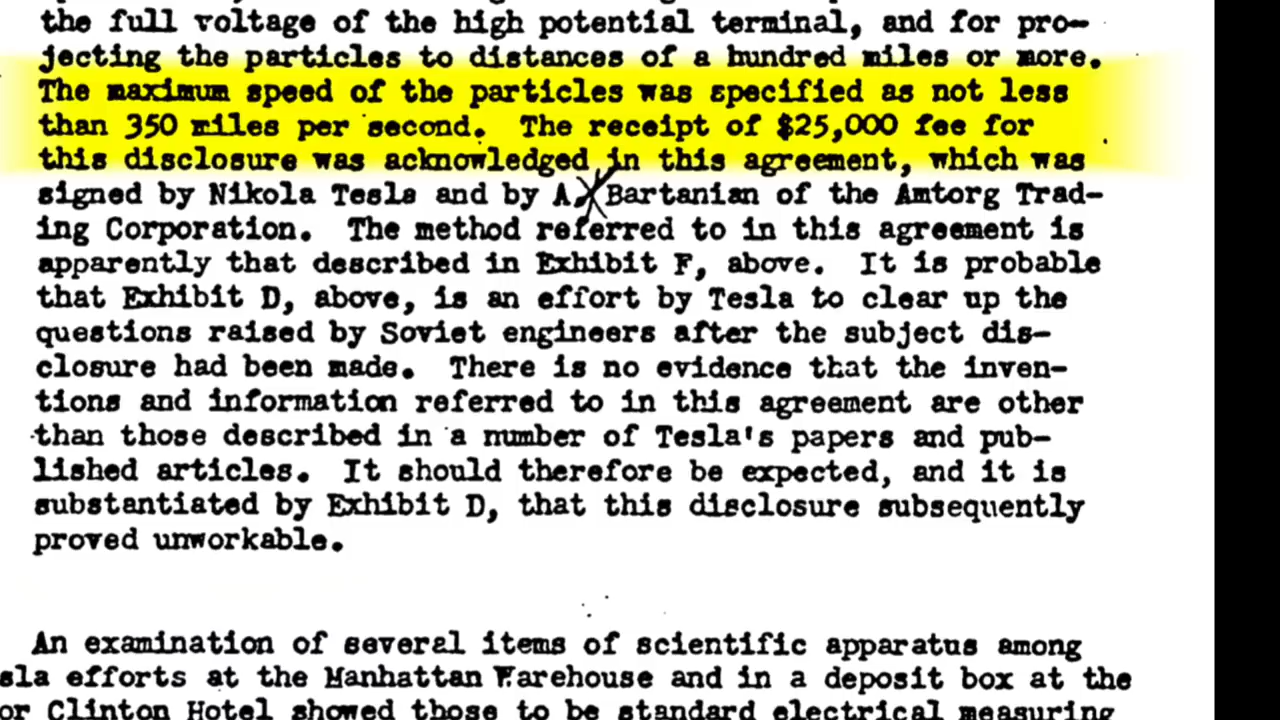 the full voltage of the high potential terminal, and for pro-
jecting the particles to distances of a hundred miles or more.
The maximum speed of the particles was specified as not less
than 350 miles per second. The receipt of $25,000 fee for
this disclosure was acknowledged in this agreement, which was
signed by Nikola Tesla and by A. Bartanian of the Amtorg Trad-
ing Corporation. The method referred to in this agreement is
apparently that described in Exhibit F, above. It is probable
that Exhibit D, above, is an effort by Tesla to clear up the
questions raised by Soviet engineers after the subject dis-
closure had been made. There is no evidence that the inven-
tions and information referred to in this agreement are other
than those described in a number of Tesla's papers and pub-
lished articles. It should therefore be expected, and it is
substantiated by Exhibit D, that this disclosure subsequently
proved unworkable.
An examination of several items of scientific apparatus among
sla efforts at the Manhattan Warehouse and in a deposit box at the
or Clinton Hotel showed those to be standard electrical measuring